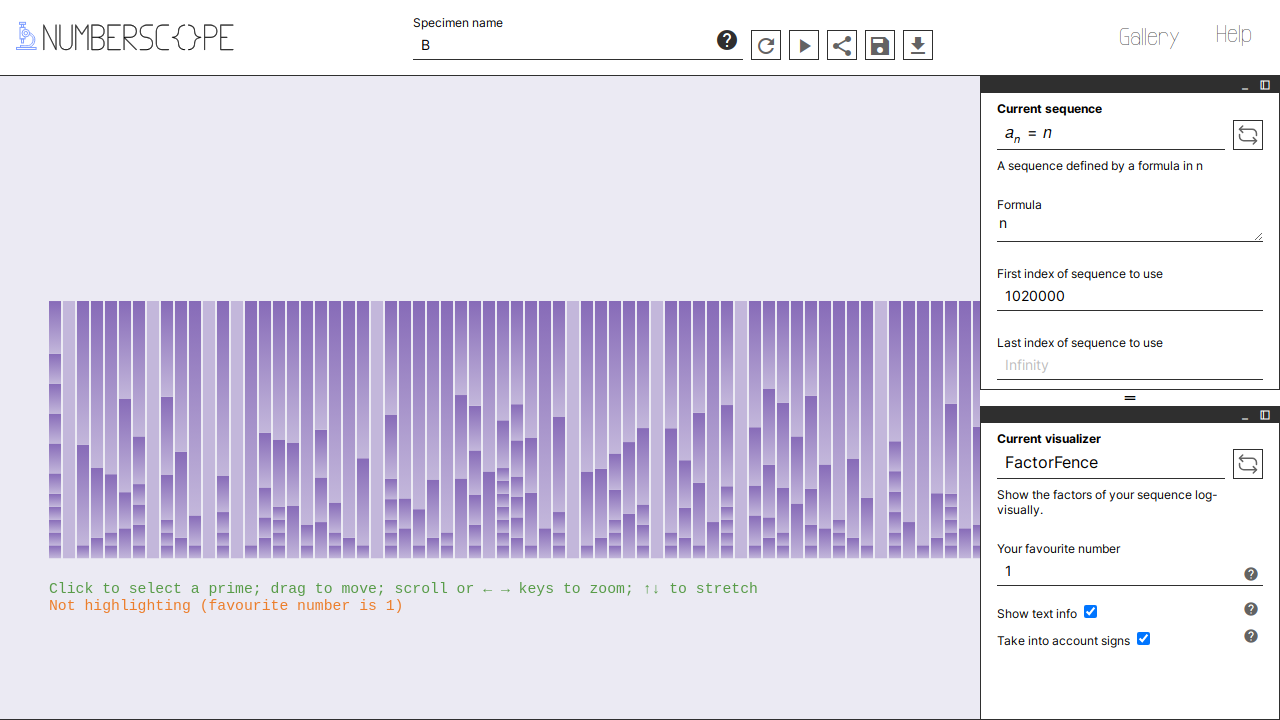 NUMBERSC{}PE
Specimen name
B
Gallery
Help
Current sequence
aₙ = n
A sequence defined by a formula in n
Formula
n
First index of sequence to use
1020000
Last index of sequence to use
Infinity
Current visualizer
FactorFence
Show the factors of your sequence log-
visually.
Your favourite number
1
Show text info
Take into account signs
Click to select a prime; drag to move; scroll or ← → keys to zoom; ↑↓ to stretch
Not highlighting (favourite number is 1)